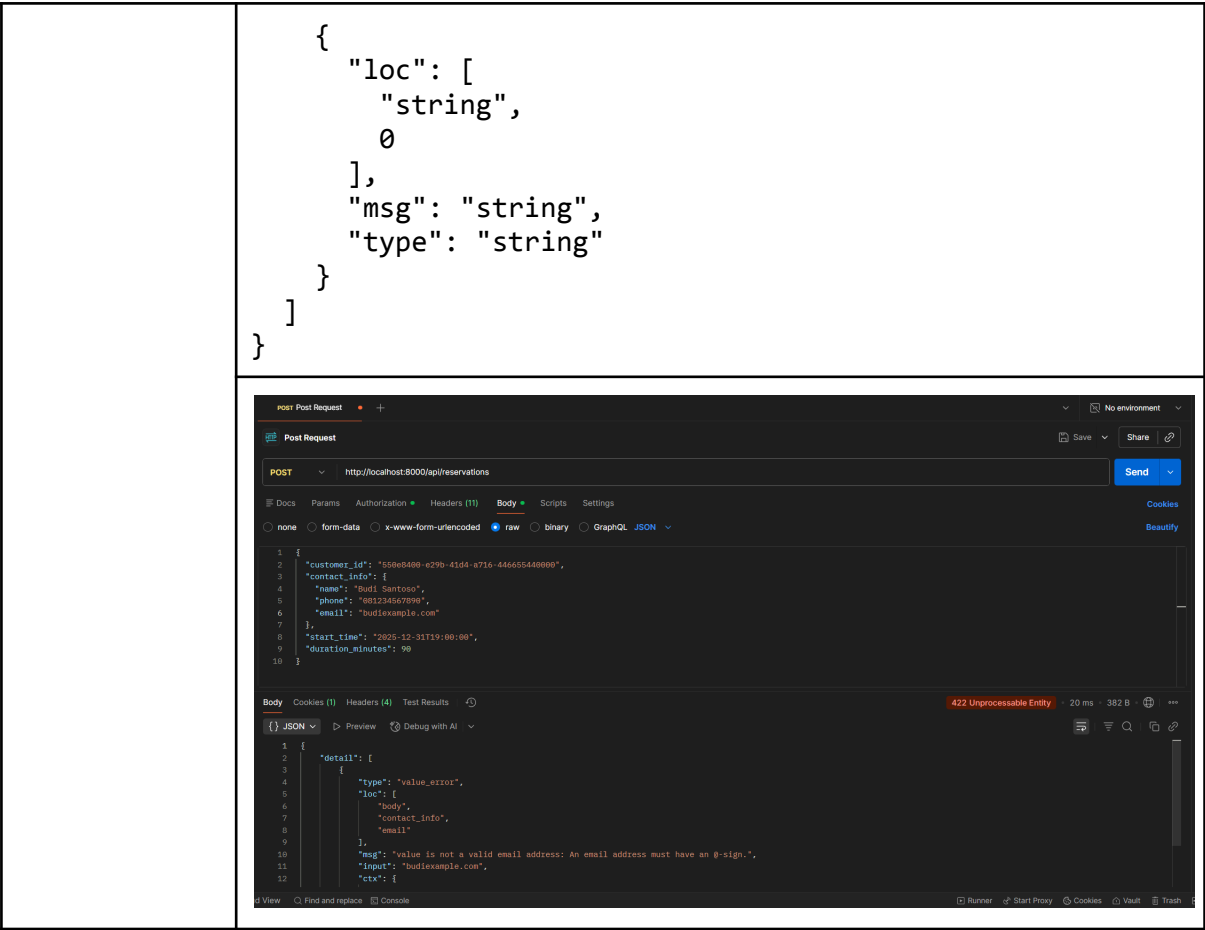 {
"loc": [
"string",
0
],
"msg": "string",
"type": "string"
}
]
}
POST Post Request
No environment
HTTP Post Request
Save Share
POST http://localhost:8000/api/reservations Send
Docs Params Authorization Headers (11) Body Scripts Settings Cookies
none form-data x-www-form-urlencoded raw binary GraphQL JSON Beautify
1 {
2 "customer_id": "550e8400-e29b-41d4-a716-446655440000",
3 "contact_info": {
4 "name": "Budi Santoso",
5 "phone": "081234567890",
6 "email": "budiexample.com"
7 },
8 "start_time": "2025-12-31T19:00:00",
9 "duration_minutes": 90
10 }
Body Cookies (1) Headers (4) Test Results 422 Unprocessable Entity 20 ms 382 B
{} JSON Preview Debug with AI
1 {
2 "detail": [
3 {
4 "type": "value_error",
5 "loc": [
6 "body",
7 "contact_info",
8 "email"
9 ],
10 "msg": "value is not a valid email address: An email address must have an @-sign.",
11 "input": "budiexample.com",
12 "ctx": {
d View Find and replace Console Runner Start Proxy Cookies Vault Trash